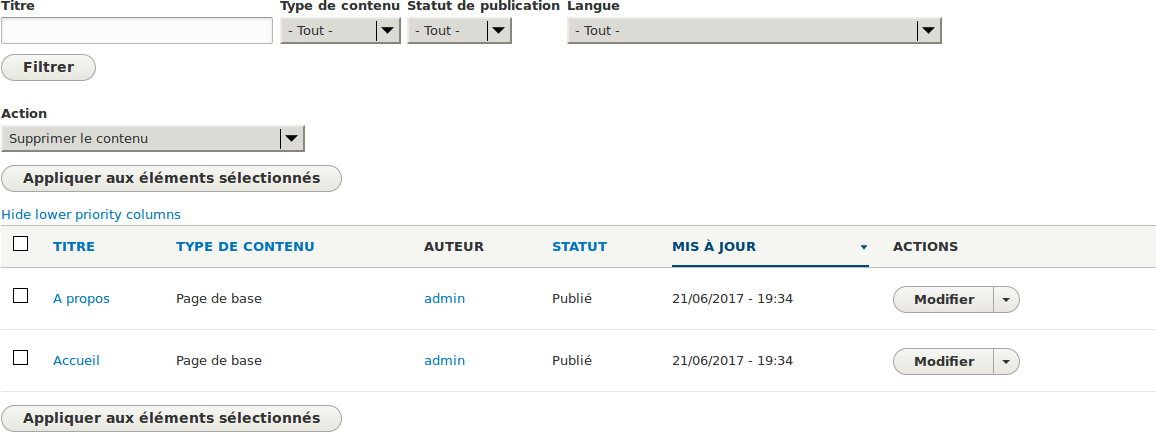 Titre Type de contenu Statut de publication Langue
- Tout - - Tout - - Tout -
Filtrer
Action
Supprimer le contenu
Appliquer aux éléments sélectionnés
Hide lower priority columns
TITRE TYPE DE CONTENU AUTEUR STATUT MIS À JOUR ACTIONS
A propos Page de base admin Publié 21/06/2017 - 19:34 Modifier
Accueil Page de base admin Publié 21/06/2017 - 19:34 Modifier
Appliquer aux éléments sélectionnés